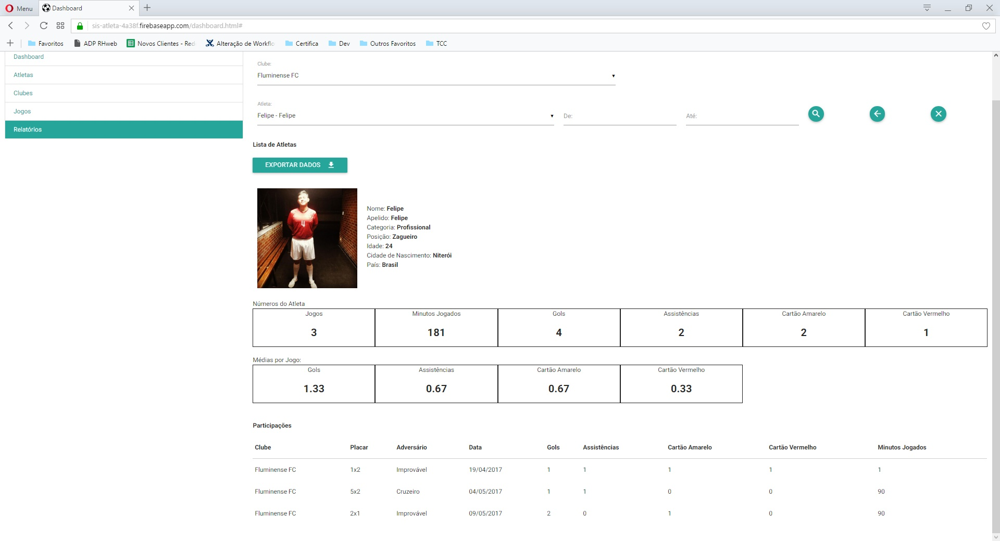 Menu
Dashboard
sis-atleta-4a38f.firebaseapp.com/dashboard.html#
Favoritos
ADP RHweb
Novos Clientes - Red
Alteração de Workflo
Certifica
Dev
Outros Favoritos
TCC
Dashboard
Atletas
Clubes
Jogos
Relatórios
Clube:
Fluminense FC
Atleta:
Felipe - Felipe
De:
Até:
Lista de Atletas
EXPORTAR DADOS
4
Nome: Felipe
Apelido: Felipe
Categoria: Profissional
Posição: Zagueiro
Idade: 24
Cidade de Nascimento: Niterói
País: Brasil
Números do Atleta
Jogos Minutos Jogados Gols Assistências Cartão Amarelo Cartão Vermelho
3 181 4 2 2 1
Médias por Jogo:
Gols Assistências Cartão Amarelo Cartão Vermelho
1.33 0.67 0.67 0.33
Participações
Clube Placar Adversário Data Gols Assistências Cartão Amarelo Cartão Vermelho Minutos Jogados
Fluminense FC 1x2 Improvável 19/04/2017 1 1 1 1 1
Fluminense FC 5x2 Cruzeiro 04/05/2017 1 1 0 0 90
Fluminense FC 2x1 Improvável 09/05/2017 2 0 1 0 90